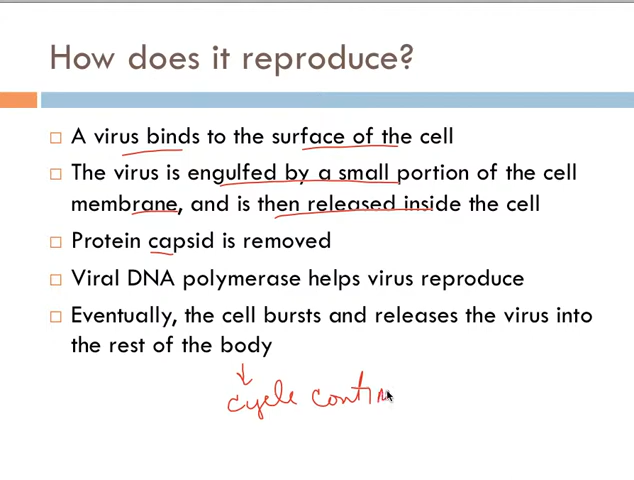 How does it reproduce?
A virus binds to the surface of the cell
The virus is engulfed by a small portion of the cell
membrane, and is then released inside the cell
Protein capsid is removed
Viral DNA polymerase helps virus reproduce
Eventually, the cell bursts and releases the virus into
the rest of the body
cycle contin